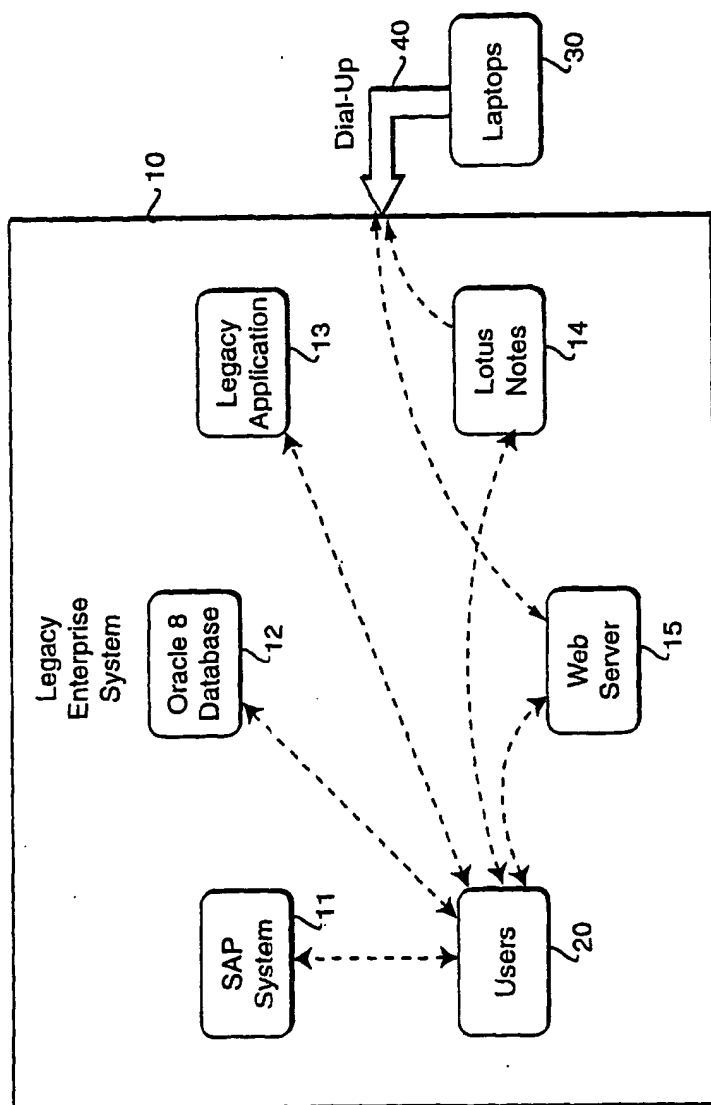 Legacy
Enterprise
System
10
SAP
System
11
Oracle 8
Database
12
Legacy
Application
13
Dial-Up
40
Laptops
30
Users
20
Web
Server
15
Lotus
Notes
14